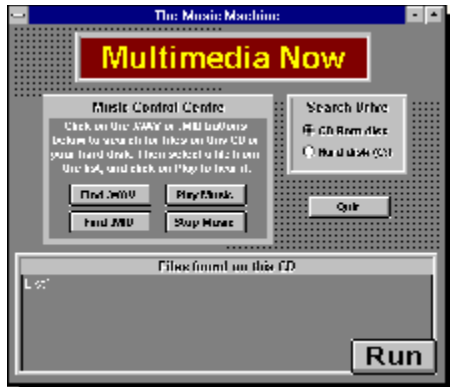 The Music Machine
Multimedia Now
Music Control Centre
Click on the .WAV or .MID buttons
below to search for files on this CD or
your hard disk. Then select a file from
the list, and click on Play to hear it.
Find .WAV
Play Music
Find .MID
Stop Music
Search Drive
CD Rom disc
Hard disk (C:)
Quit
Files found on this CD
List1
Run